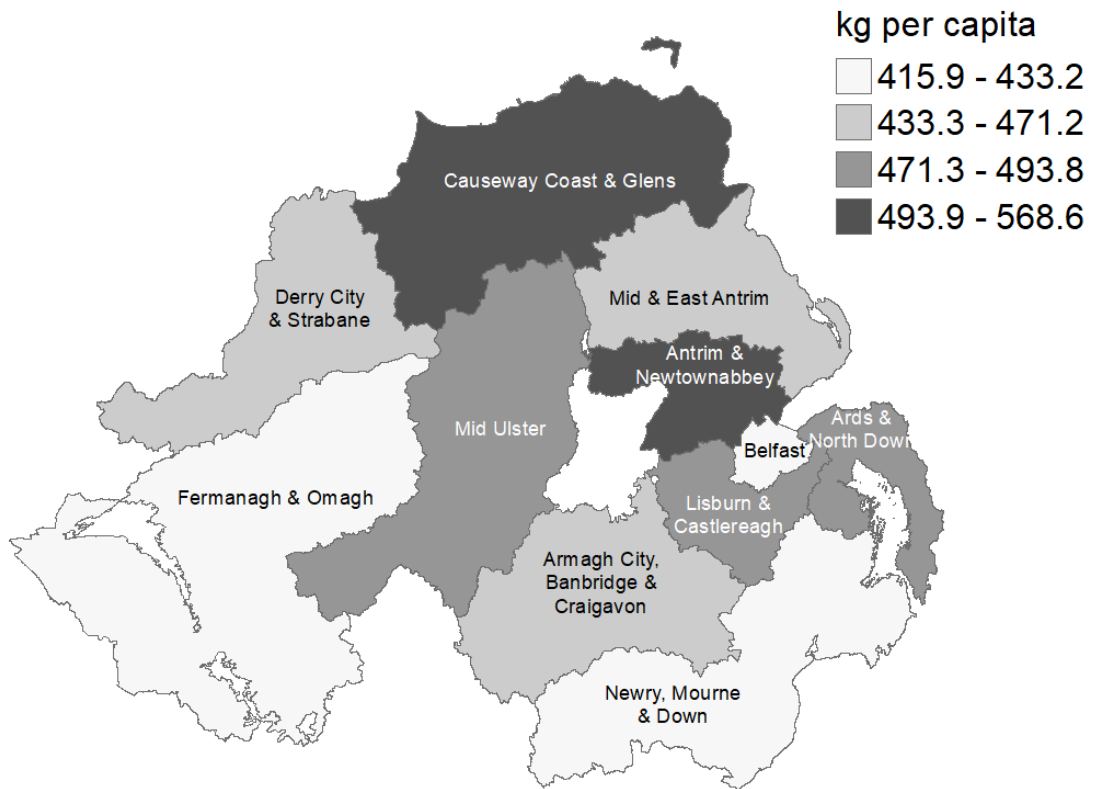 kg per capita
415.9 - 433.2
433.3 - 471.2
471.3 - 493.8
493.9 - 568.6
Causeway Coast & Glens
Derry City
& Strabane
Mid & East Antrim
Antrim &
Newtownabbey
Mid Ulster
Ards &
North Down
Belfast
Fermanagh & Omagh
Lisburn &
Castlereagh
Armagh City,
Banbridge &
Craigavon
Newry, Mourne
& Down